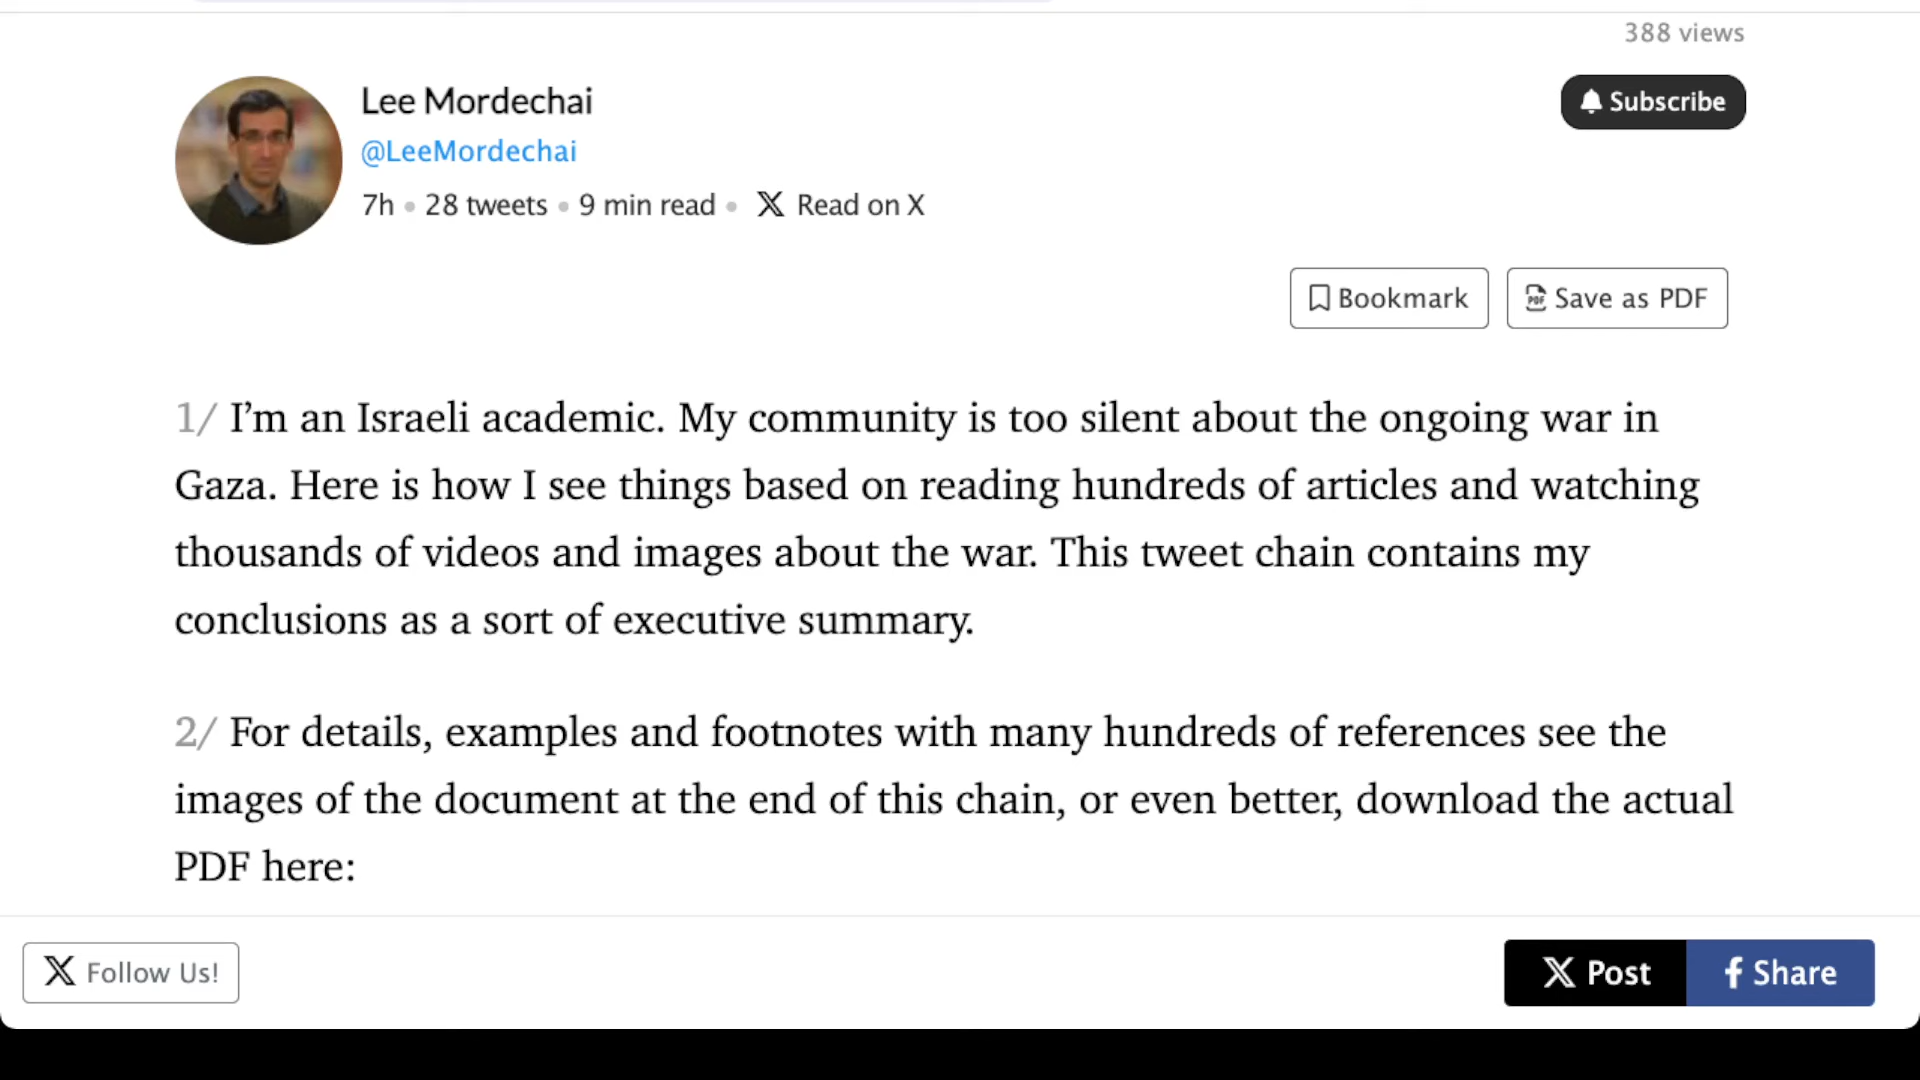 388 views
Lee Mordechai
Subscribe
@LeeMordechai
7h • 28 tweets • 9 min read • X Read on X
Bookmark
Save as PDF
1/ I’m an Israeli academic. My community is too silent about the ongoing war in
Gaza. Here is how I see things based on reading hundreds of articles and watching
thousands of videos and images about the war. This tweet chain contains my
conclusions as a sort of executive summary.
2/ For details, examples and footnotes with many hundreds of references see the
images of the document at the end of this chain, or even better, download the actual
PDF here:
X Follow Us!
X Post
f Share